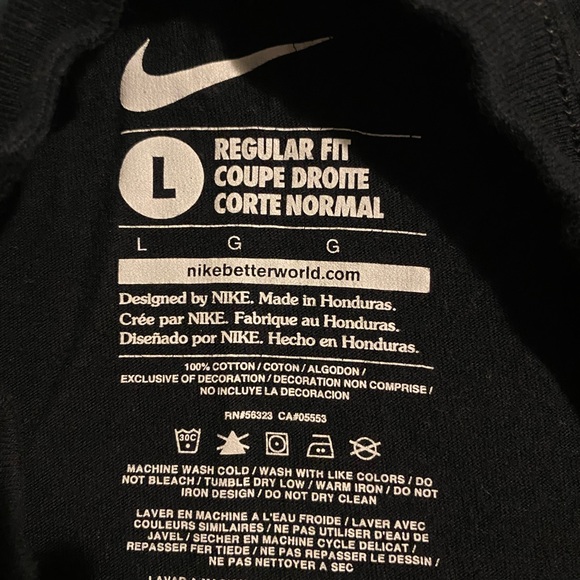 L
REGULAR FIT
COUPE DROITE
CORTE NORMAL
L G G
nikebetterworld.com
Designed by NIKE. Made in Honduras.
Crée par NIKE. Fabrique au Honduras.
Diseñado por NIKE. Hecho en Honduras.
100% COTTON / COTON / ALGODON /
EXCLUSIVE OF DECORATION / DECORATION NON COMPRISE /
NO INCLUYE LA DECORACION
RN#56323 CA#05553
30C
MACHINE WASH COLD / WASH WITH LIKE COLORS / DO
NOT BLEACH / TUMBLE DRY LOW / WARM IRON / DO NOT
IRON DESIGN / DO NOT DRY CLEAN
LAVER EN MACHINE A L'EAU FROIDE / LAVER AVEC
COULEURS SIMILAIRES / NE PAS UTILISER D'EAU DE
JAVEL / SECHER EN MACHINE CYCLE DELICAT /
REPASSER FER TIEDE / NE PAS REPASSER LE DESSIN /
NE PAS NETTOYER A SEC